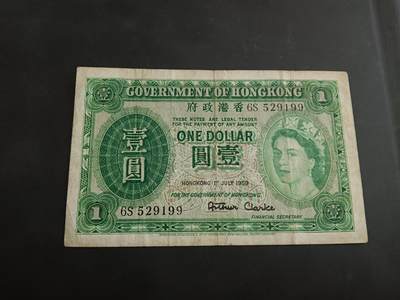 GOVERNMENT OF HONGKONG
1
府政港香 6S 529199
THESE NOTES ARE LEGAL TENDER
FOR THE PAYMENT OF ANY AMOUNT
ONE DOLLAR
圓壹
壹圓
HONGKONG 1ST JULY 1959
FOR THE GOVERNMENT OF HONGKONG.
6S 529199
Arthur Clarke
FINANCIAL SECRETARY
1